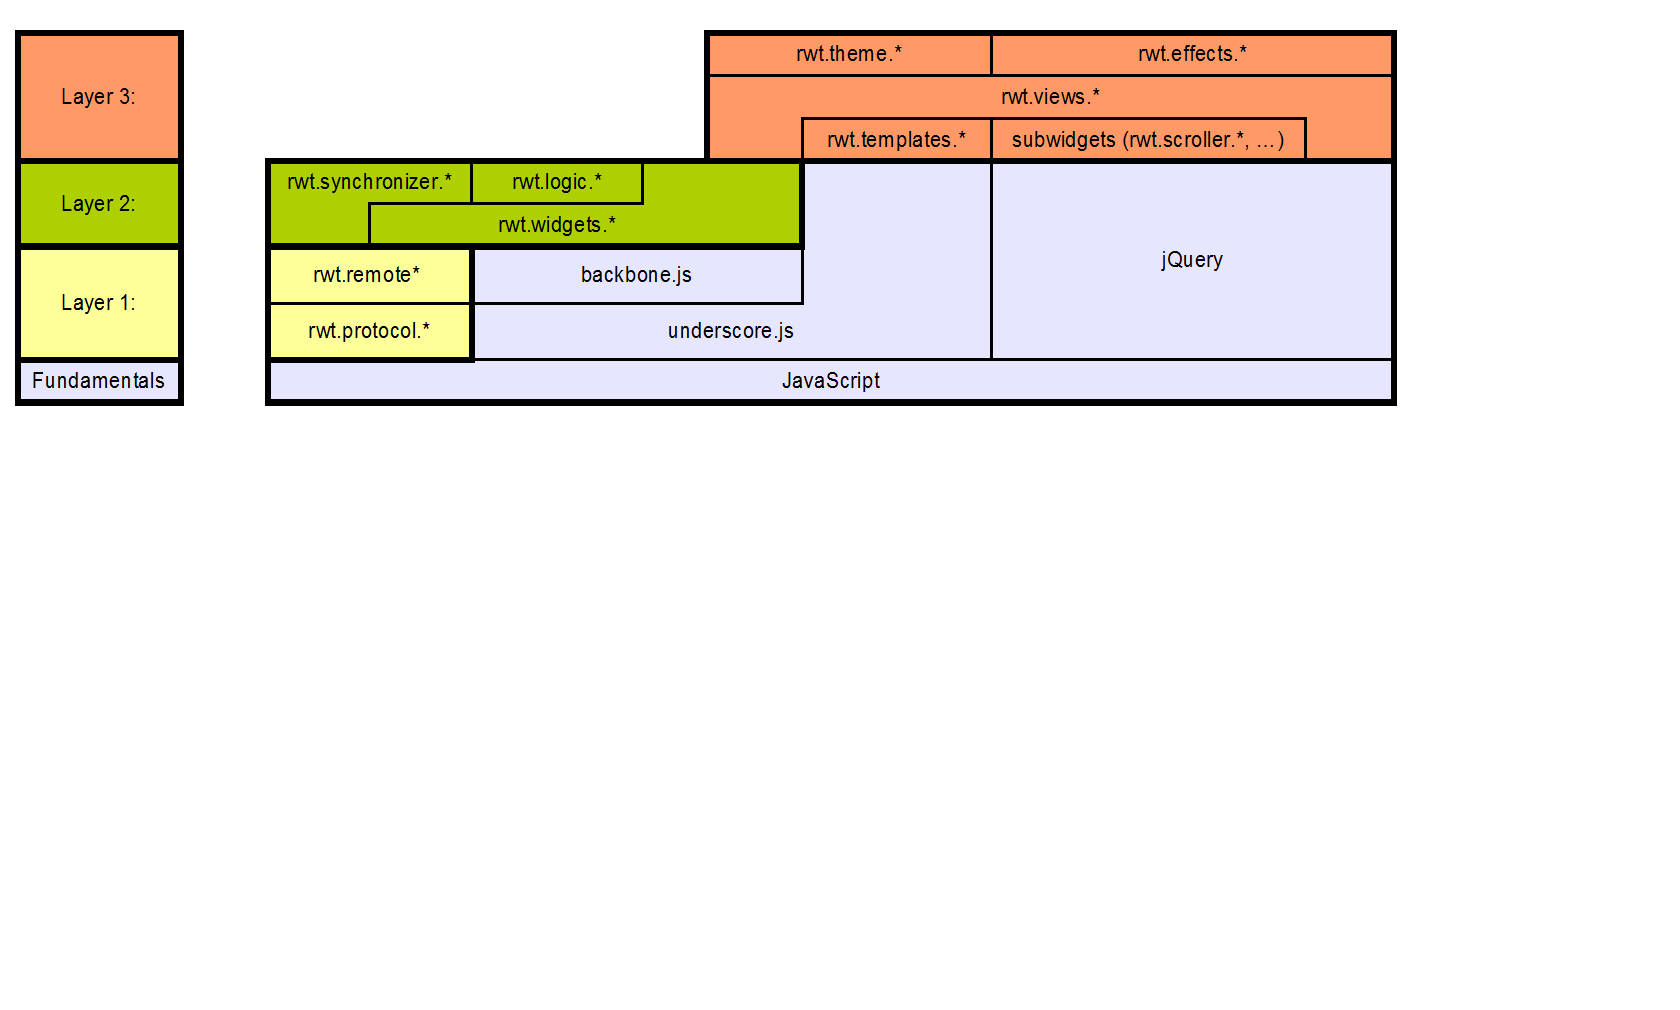 rwt.theme.*
rwt.effects.*
Layer 3:
rwt.views.*
rwt.templates.*
subwidgets (rwt.scroller.*, ...)
rwt.synchronizer.*
rwt.logic.*
Layer 2:
rwt.widgets.*
jQuery
rwt.remote*
backbone.js
Layer 1:
rwt.protocol.*
underscore.js
Fundamentals
JavaScript